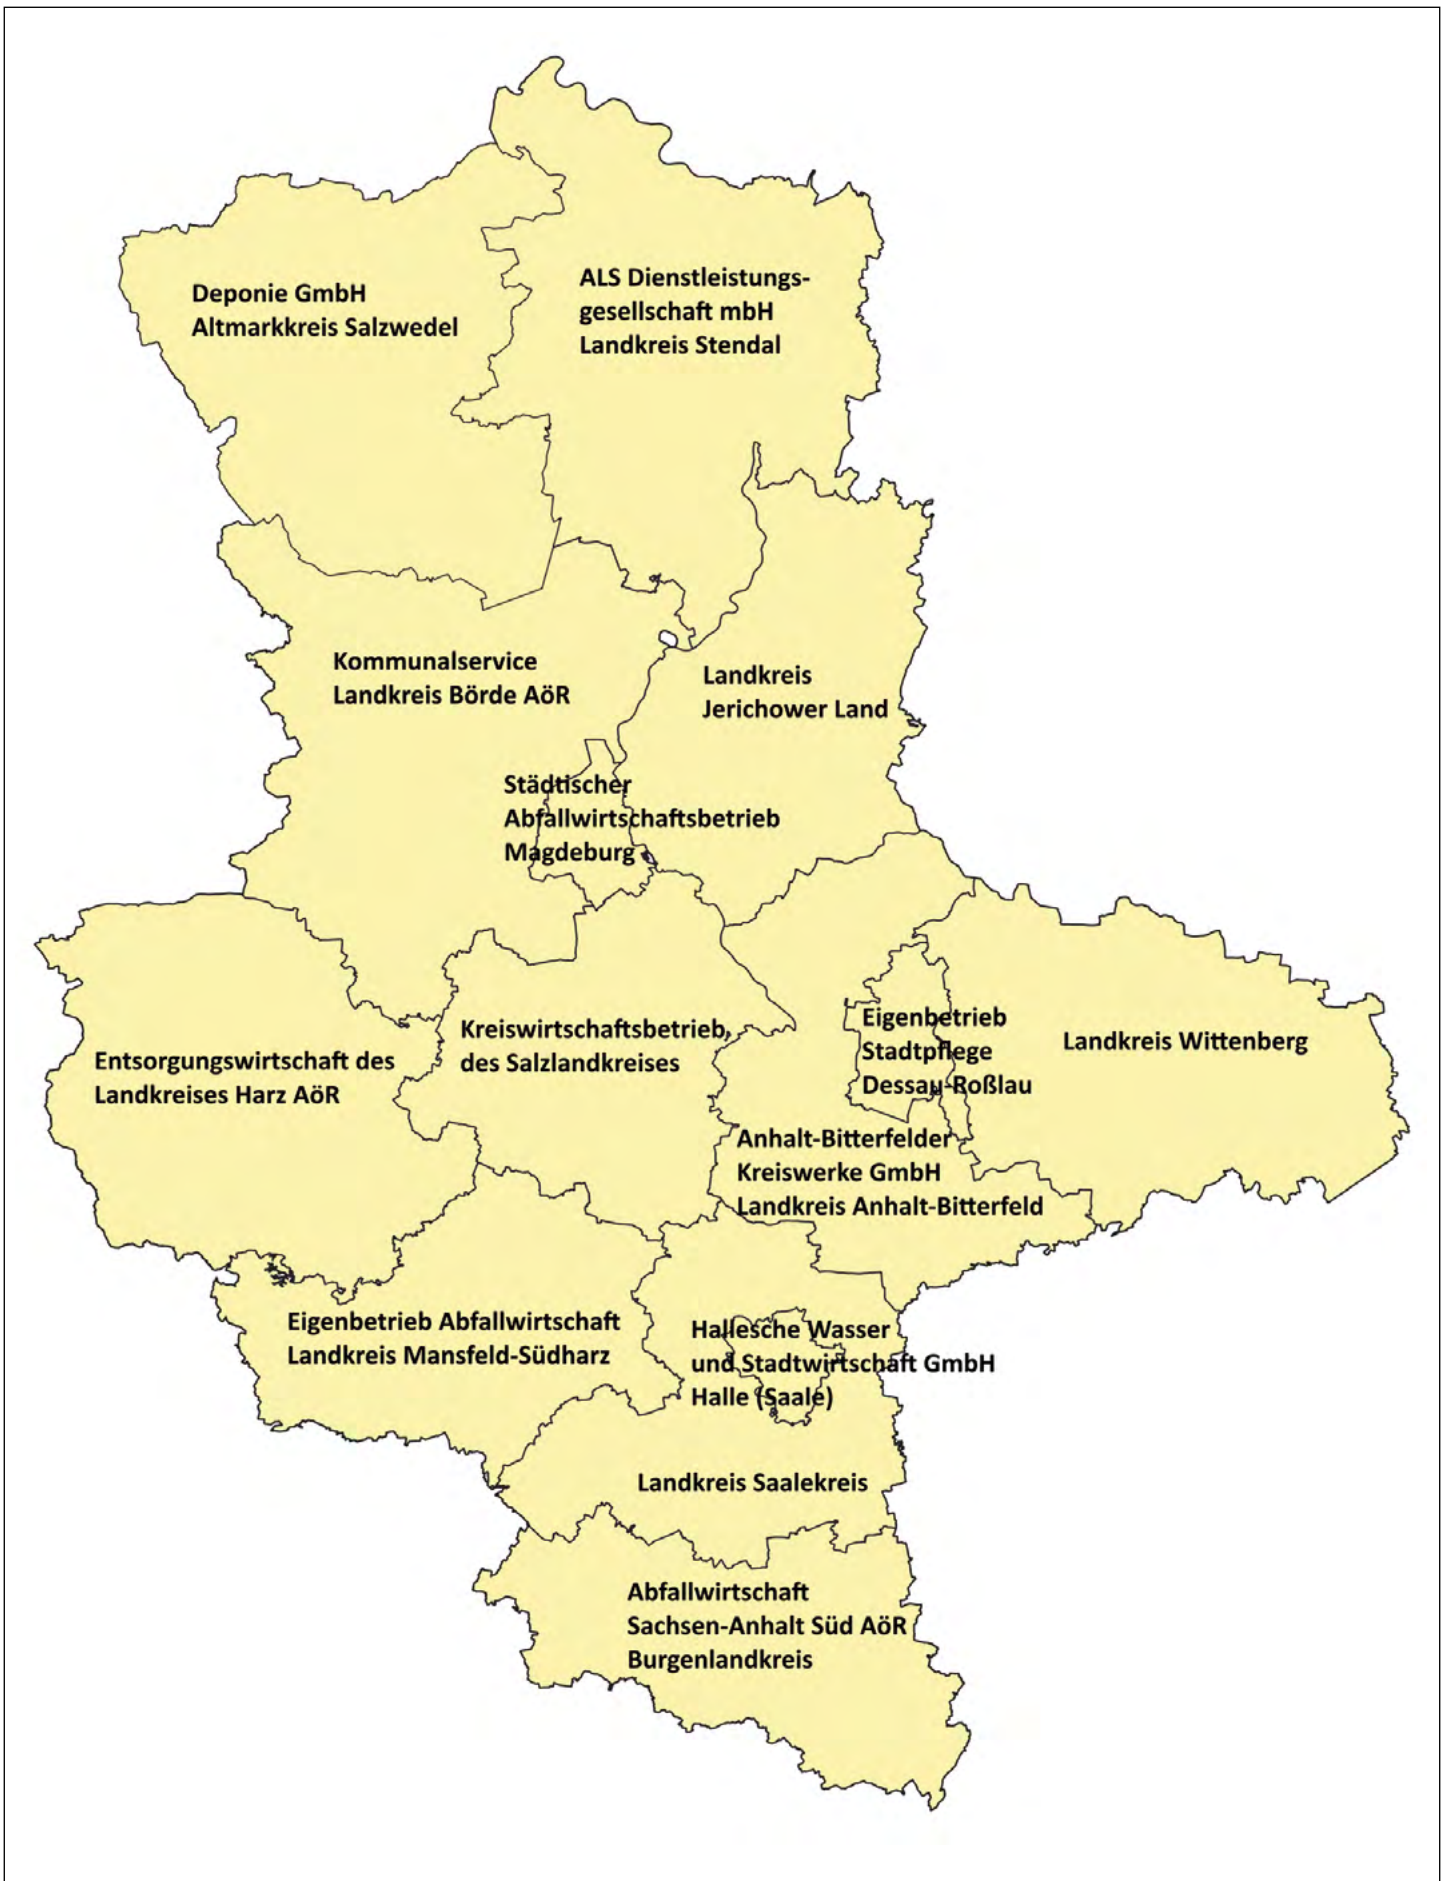 Deponie GmbH
Altmarkkreis Salzwedel
ALS Dienstleistungs-
gesellschaft mbH
Landkreis Stendal
Kommunalservice
Landkreis Börde AöR
Landkreis
Jerichower Land
Städtischer
Abfallwirtschaftsbetrieb
Magdeburg
Entsorgungswirtschaft des
Landkreises Harz AöR
Kreiswirtschaftsbetrieb
des Salzlandkreises
Eigenbetrieb
Stadtpflege
Dessau-Roßlau
Landkreis Wittenberg
Anhalt-Bitterfelder
Kreiswerke GmbH
Landkreis Anhalt-Bitterfeld
Eigenbetrieb Abfallwirtschaft
Landkreis Mansfeld-Südharz
Hallesche Wasser
und Stadtwirtschaft GmbH
Halle (Saale)
Landkreis Saalekreis
Abfallwirtschaft
Sachsen-Anhalt Süd AöR
Burgenlandkreis